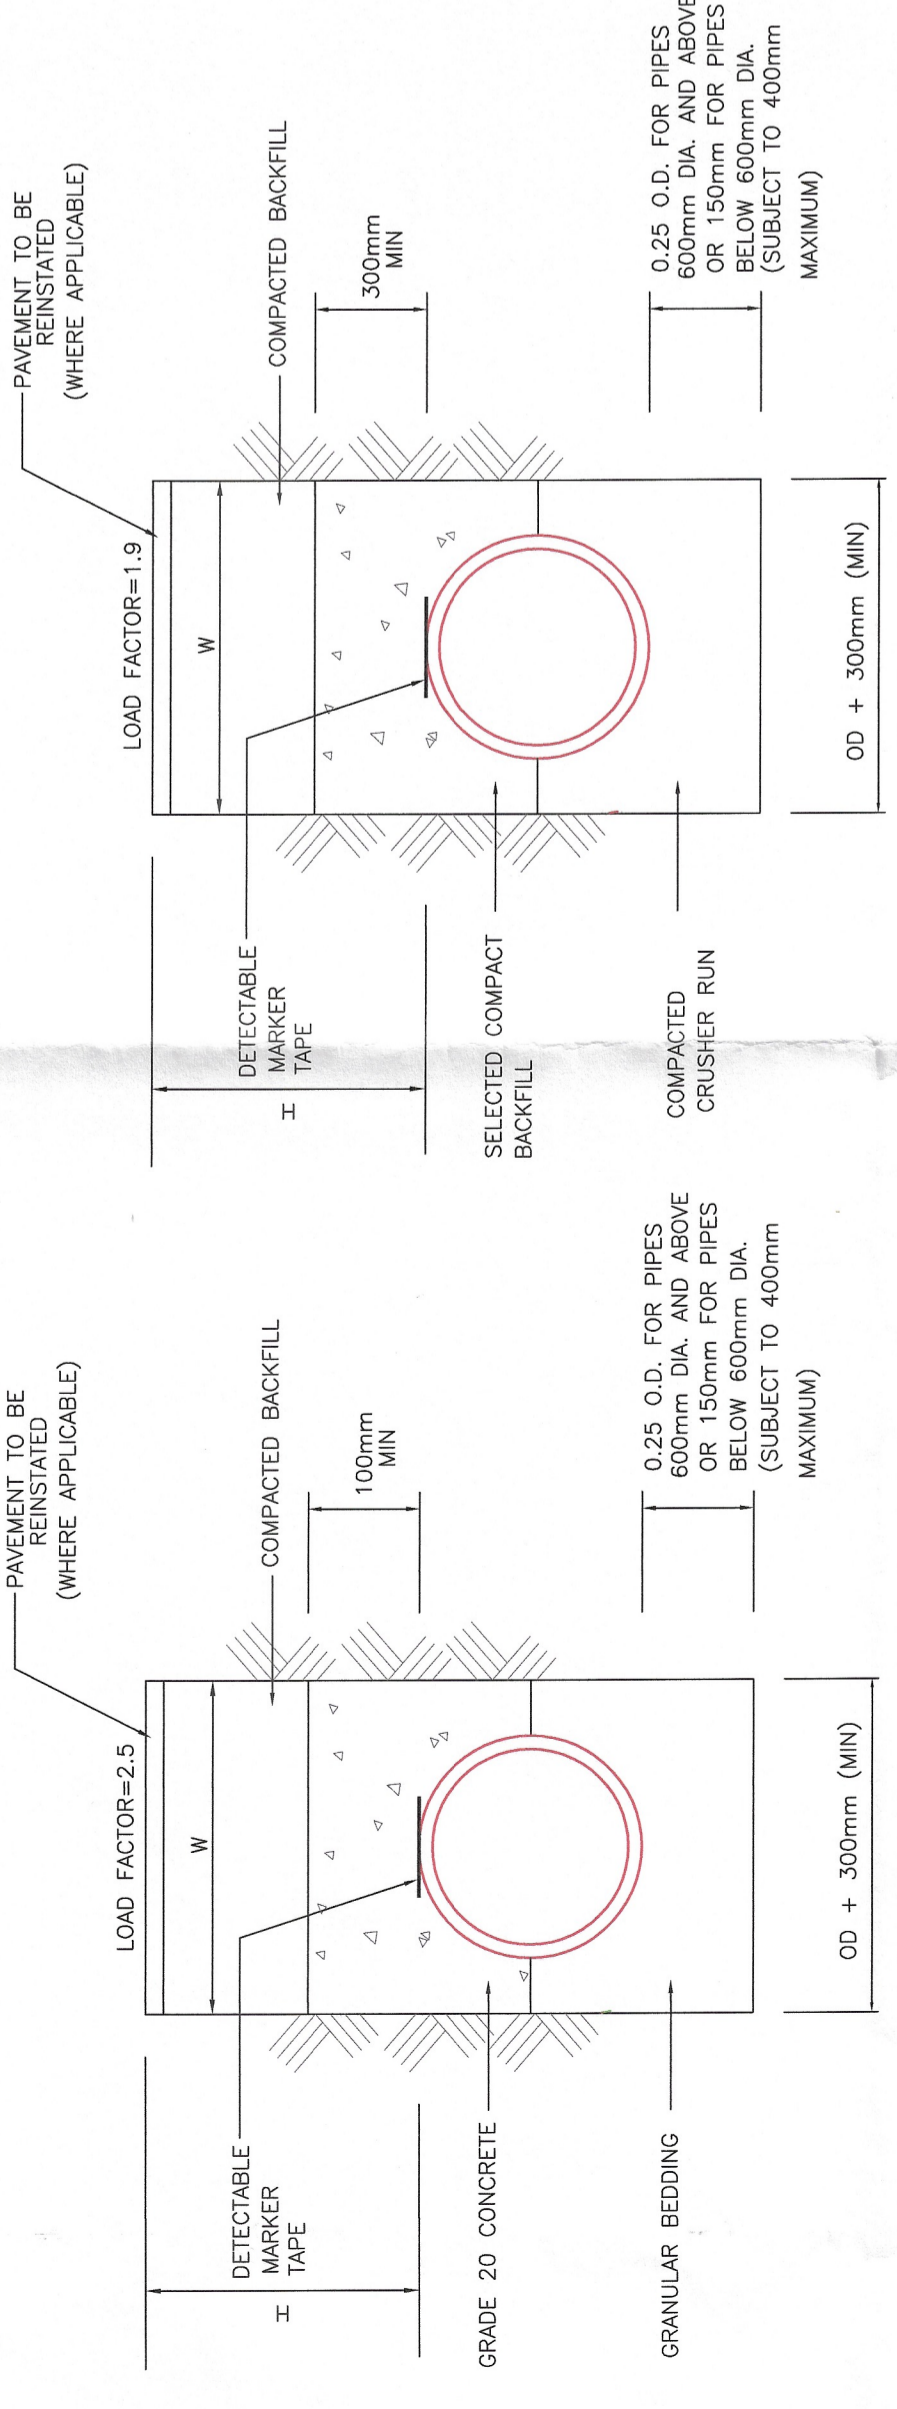 PAVEMENT TO BE
REINSTATED
(WHERE APPLICABLE)
LOAD FACTOR=2.5
W
COMPACTED BACKFILL
100mm
MIN
DETECTABLE
MARKER
TAPE
H
GRADE 20 CONCRETE
GRANULAR BEDDING
0.25 O.D. FOR PIPES
600mm DIA. AND ABOVE
OR 150mm FOR PIPES
BELOW 600mm DIA.
(SUBJECT TO 400mm
MAXIMUM)
OD + 300mm (MIN)
PAVEMENT TO BE
REINSTATED
(WHERE APPLICABLE)
LOAD FACTOR=1.9
W
COMPACTED BACKFILL
300mm
MIN
DETECTABLE
MARKER
TAPE
H
SELECTED COMPACT
BACKFILL
COMPACTED
CRUSHER RUN
0.25 O.D. FOR PIPES
600mm DIA. AND ABOVE
OR 150mm FOR PIPES
BELOW 600mm DIA.
(SUBJECT TO 400mm
MAXIMUM)
OD + 300mm (MIN)